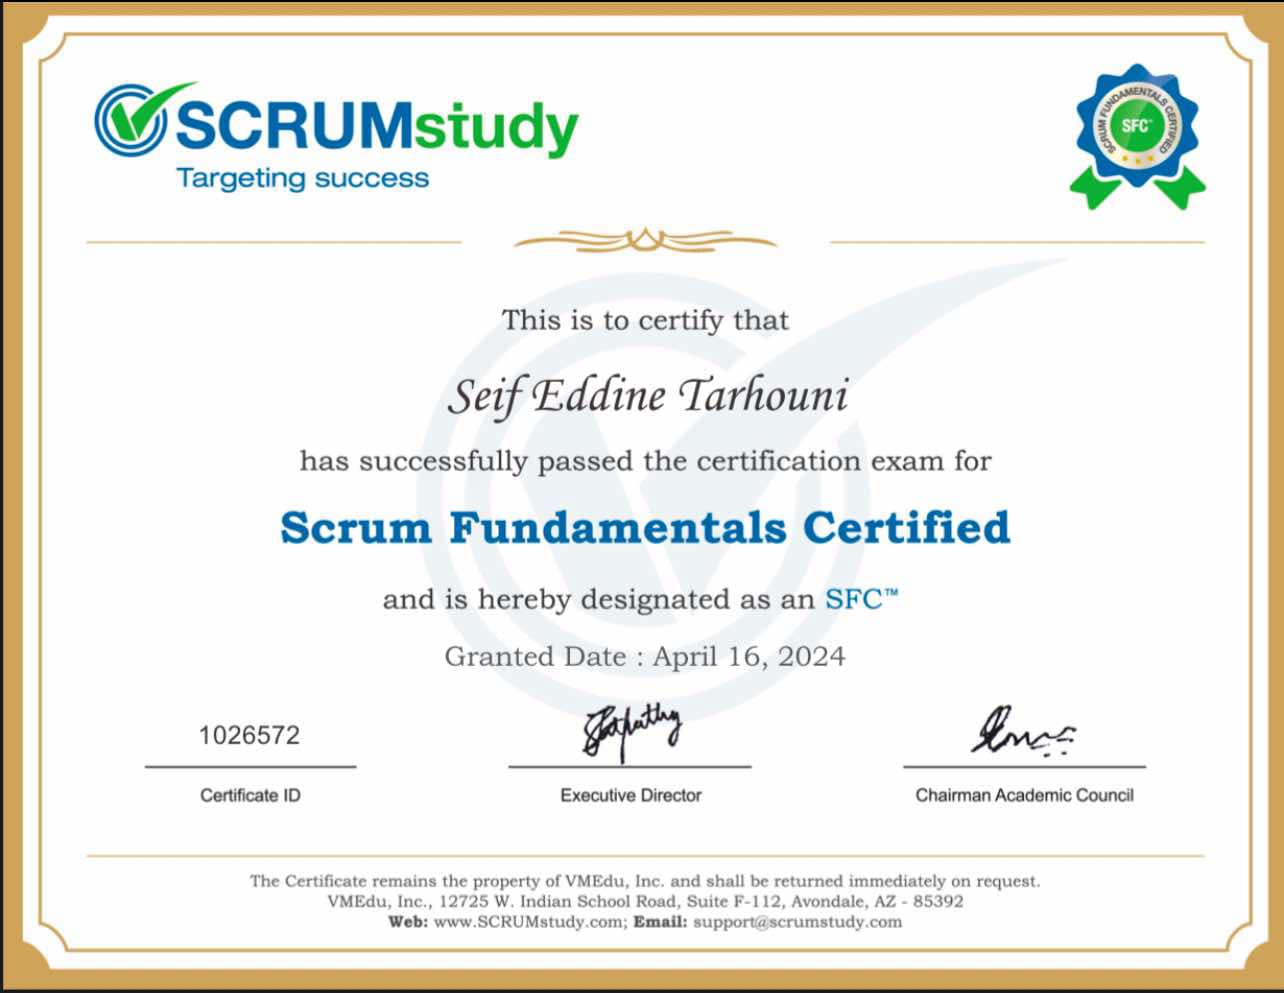 SCRUMstudy
Targeting success
SCRUM FUNDAMENTALS CERTIFIED
SFC™
This is to certify that
Seif Eddine Tarhouni
has successfully passed the certification exam for
Scrum Fundamentals Certified
and is hereby designated as an SFC™
Granted Date : April 16, 2024
1026572
Certificate ID
Executive Director
Chairman Academic Council
The Certificate remains the property of VMEdu, Inc. and shall be returned immediately on request.
VMEdu, Inc., 12725 W. Indian School Road, Suite F-112, Avondale, AZ - 85392
Web: www.SCRUMstudy.com; Email: support@scrumstudy.com